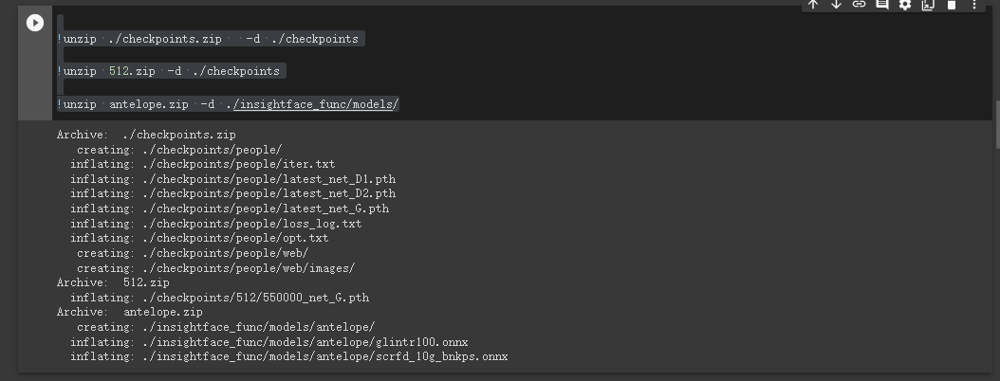 !unzip ./checkpoints.zip  -d ./checkpoints
!unzip 512.zip -d ./checkpoints
!unzip antelope.zip -d ./insightface_func/models/
Archive:  ./checkpoints.zip
   creating: ./checkpoints/people/
  inflating: ./checkpoints/people/iter.txt
  inflating: ./checkpoints/people/latest_net_D1.pth
  inflating: ./checkpoints/people/latest_net_D2.pth
  inflating: ./checkpoints/people/latest_net_G.pth
  inflating: ./checkpoints/people/loss_log.txt
  inflating: ./checkpoints/people/opt.txt
   creating: ./checkpoints/people/web/
   creating: ./checkpoints/people/web/images/
Archive:  512.zip
  inflating: ./checkpoints/512/550000_net_G.pth
Archive:  antelope.zip
   creating: ./insightface_func/models/antelope/
  inflating: ./insightface_func/models/antelope/glintr100.onnx
  inflating: ./insightface_func/models/antelope/scrfd_10g_bnkps.onnx